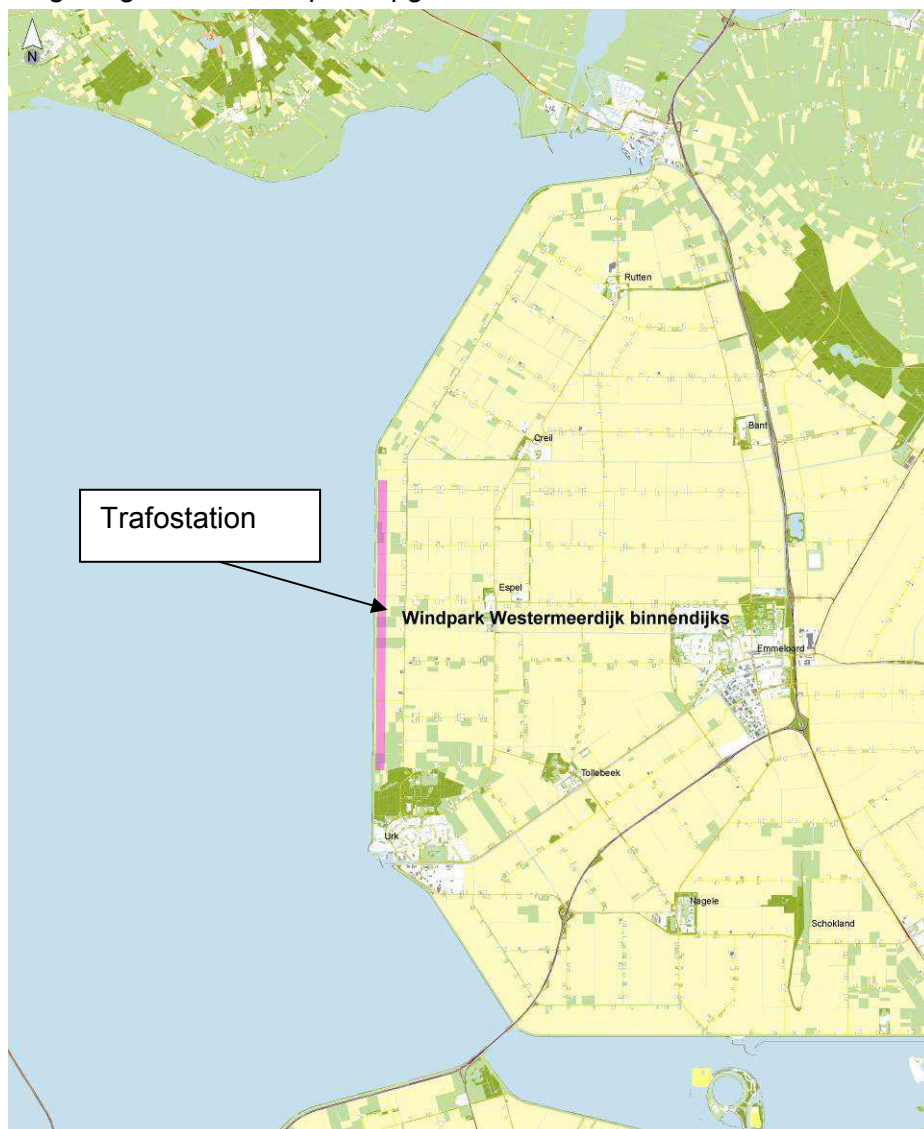 N
Rutten
Creil
Bant
Trafostation
Espel
Windpark Westermeerdijk binnendijks
Emmeloord
Tollebeek
Urk
Nagele
Schokland